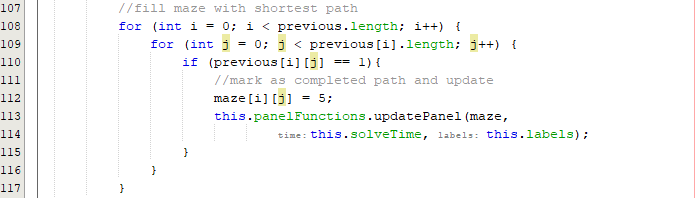 107 //fill maze with shortest path
108 for (int i = 0; i < previous.length; i++) {
109 for (int j = 0; j < previous[i].length; j++) {
110 if (previous[i][j] == 1){
111 //mark as completed path and update
112 maze[i][j] = 5;
113 this.panelFunctions.updatePanel(maze,
114 time: this.solveTime, labels: this.labels);
115 }
116 }
117 }